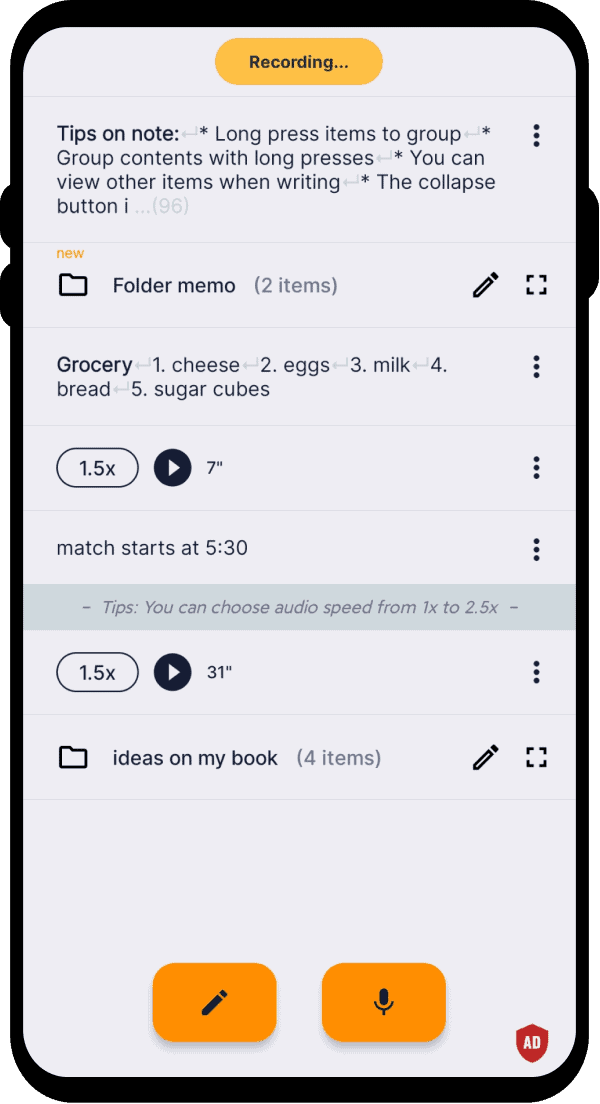 Recording...
Tips on note:↵* Long press items to group↵*
Group contents with long presses↵* You can
view other items when writing↵* The collapse
button i ...(96)
new
Folder memo (2 items)
Grocery↵1. cheese↵2. eggs↵3. milk↵4.
bread↵5. sugar cubes
1.5x 7"
match starts at 5:30
– Tips: You can choose audio speed from 1x to 2.5x –
1.5x 31"
ideas on my book (4 items)
AD